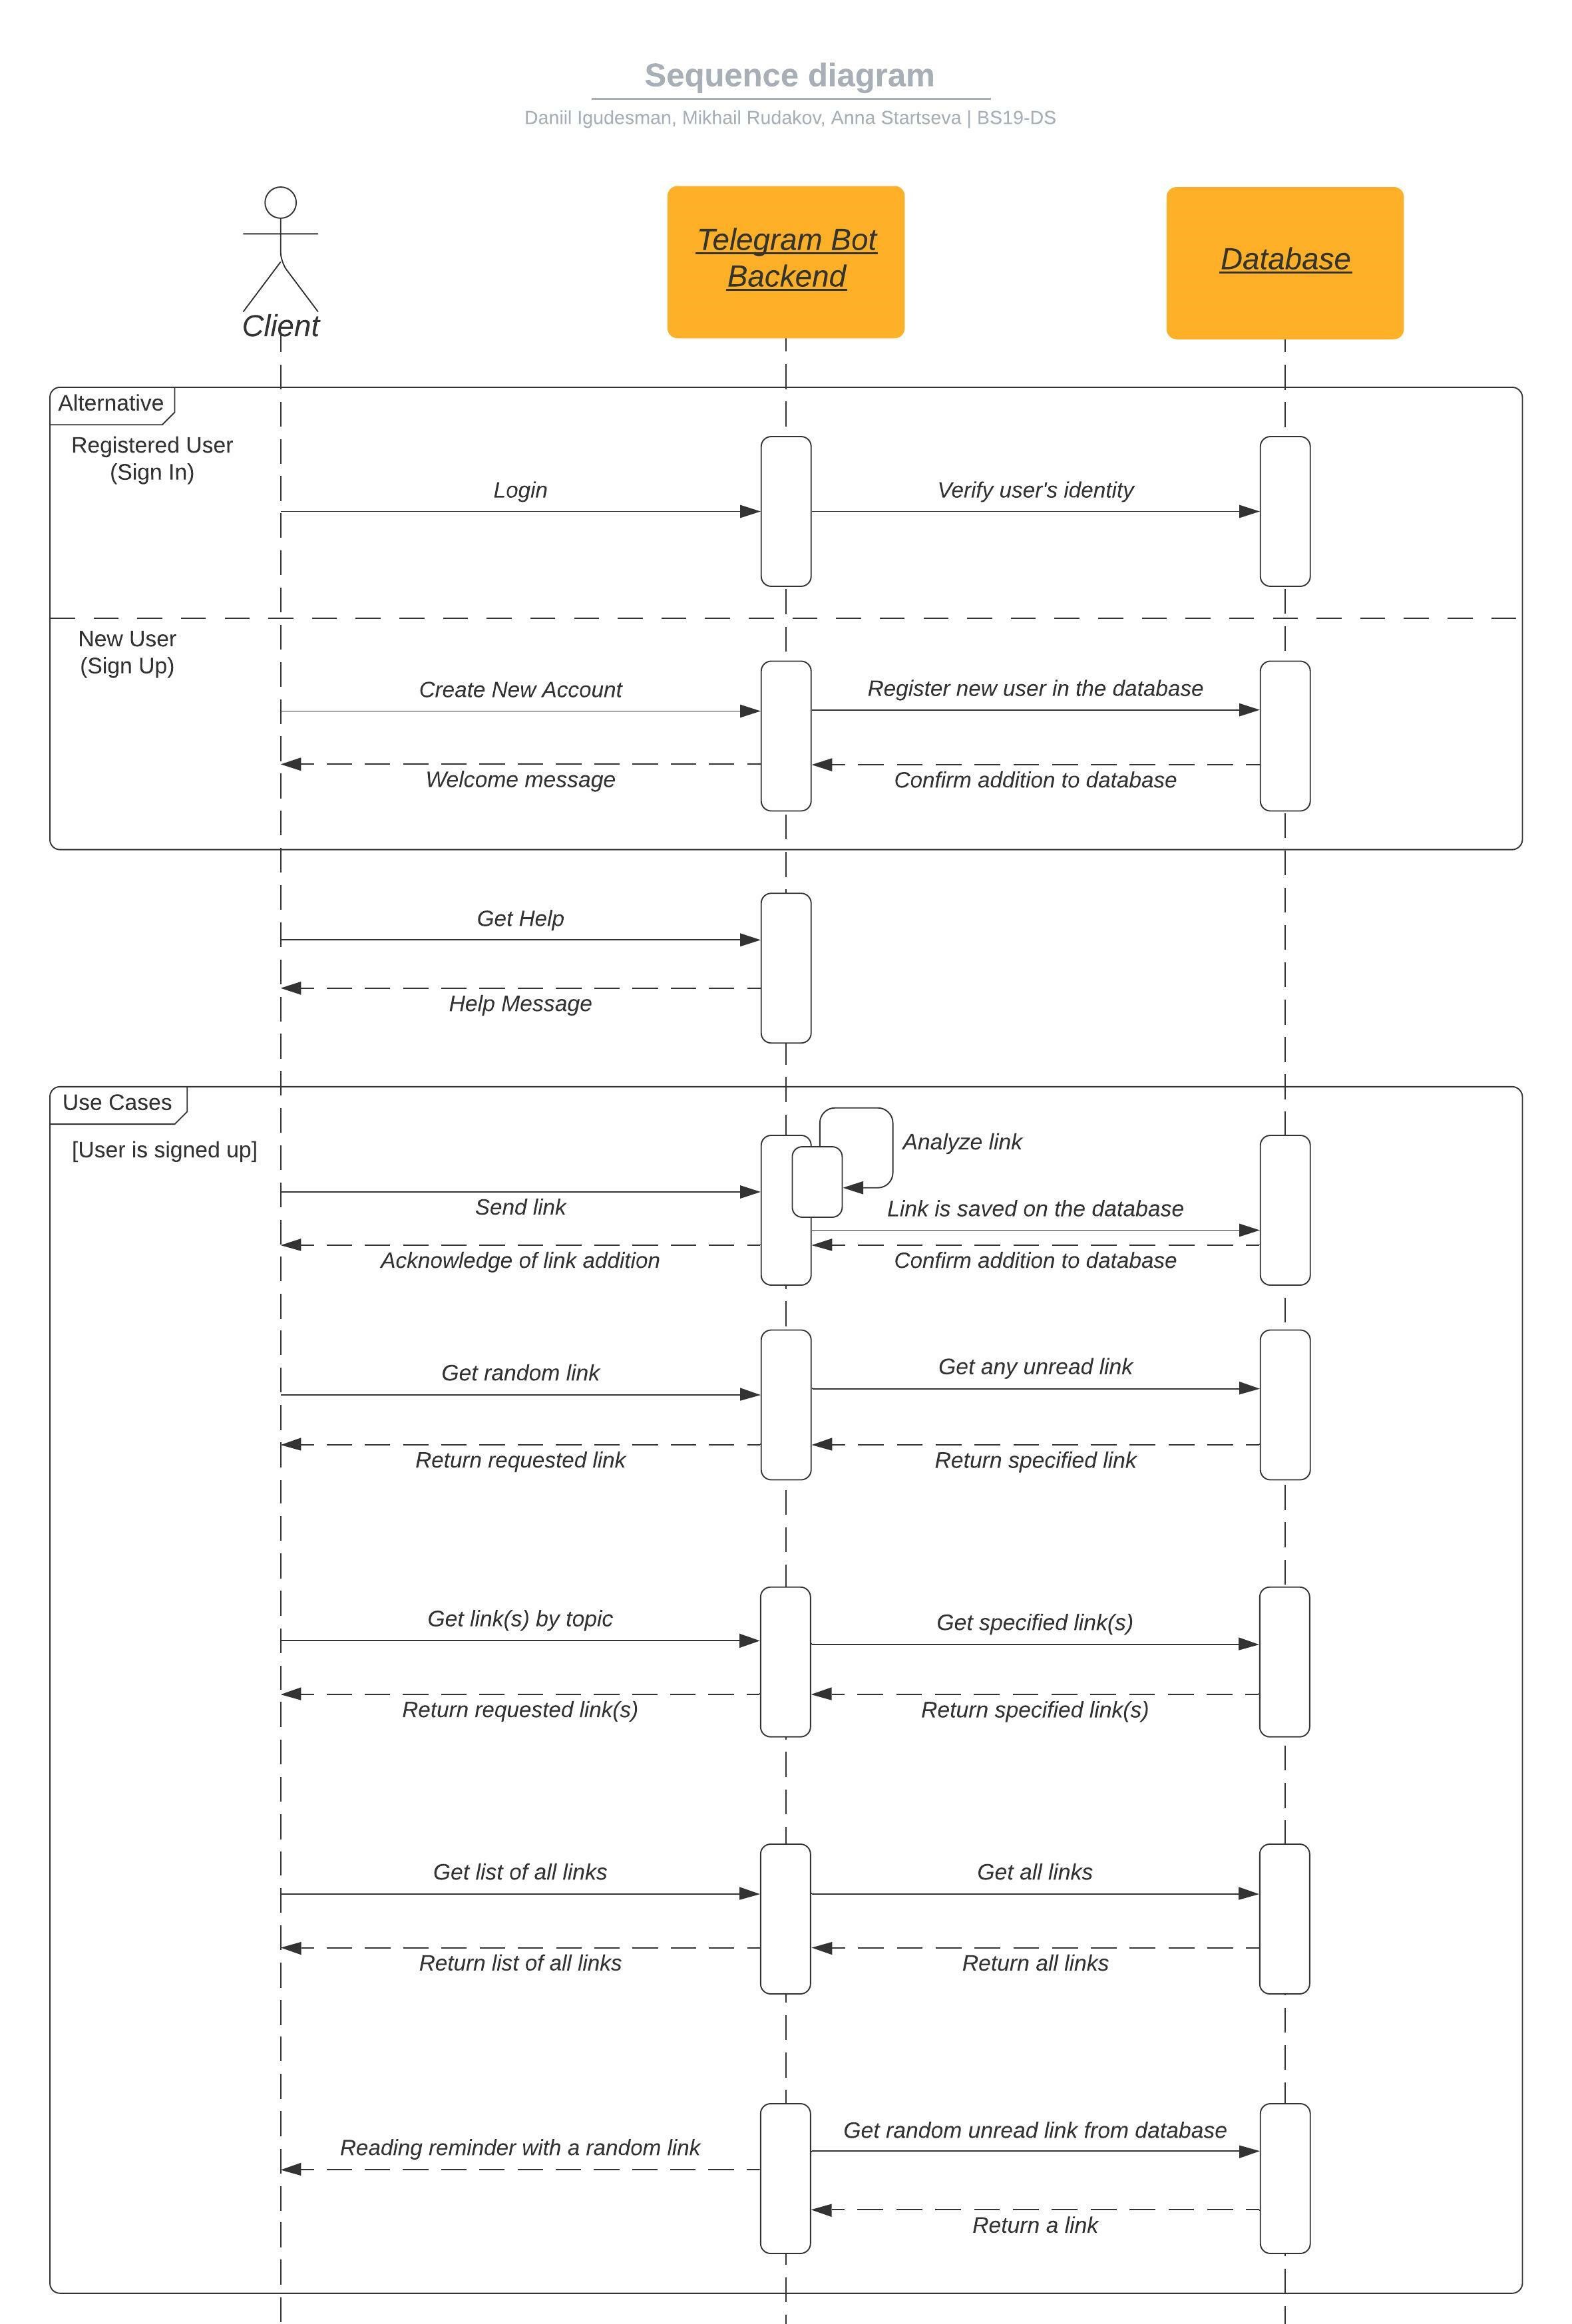 Sequence diagram
Daniil Igudesman, Mikhail Rudakov, Anna Startseva | BS19-DS
Client
Telegram Bot
Backend
Database
Alternative
Registered User
(Sign In)
Login
Verify user's identity
New User
(Sign Up)
Create New Account
Register new user in the database
Welcome message
Confirm addition to database
Get Help
Help Message
Use Cases
[User is signed up]
Analyze link
Send link
Link is saved on the database
Acknowledge of link addition
Confirm addition to database
Get random link
Get any unread link
Return requested link
Return specified link
Get link(s) by topic
Get specified link(s)
Return requested link(s)
Return specified link(s)
Get list of all links
Get all links
Return list of all links
Return all links
Reading reminder with a random link
Get random unread link from database
Return a link